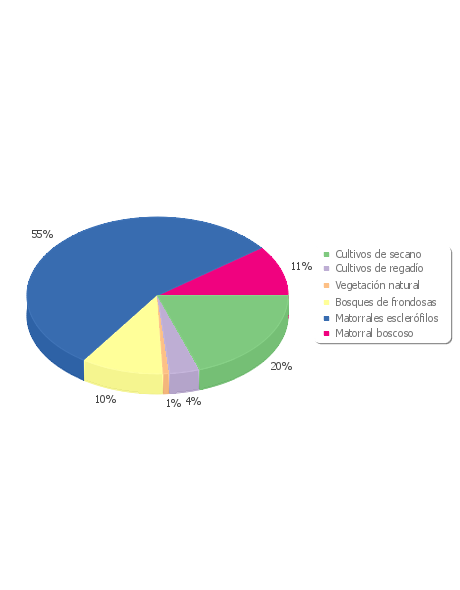 55%
11%
20%
10%
1%
4%
Cultivos de secano
Cultivos de regadío
Vegetación natural
Bosques de frondosas
Matorrales esclerófilos
Matorral boscoso